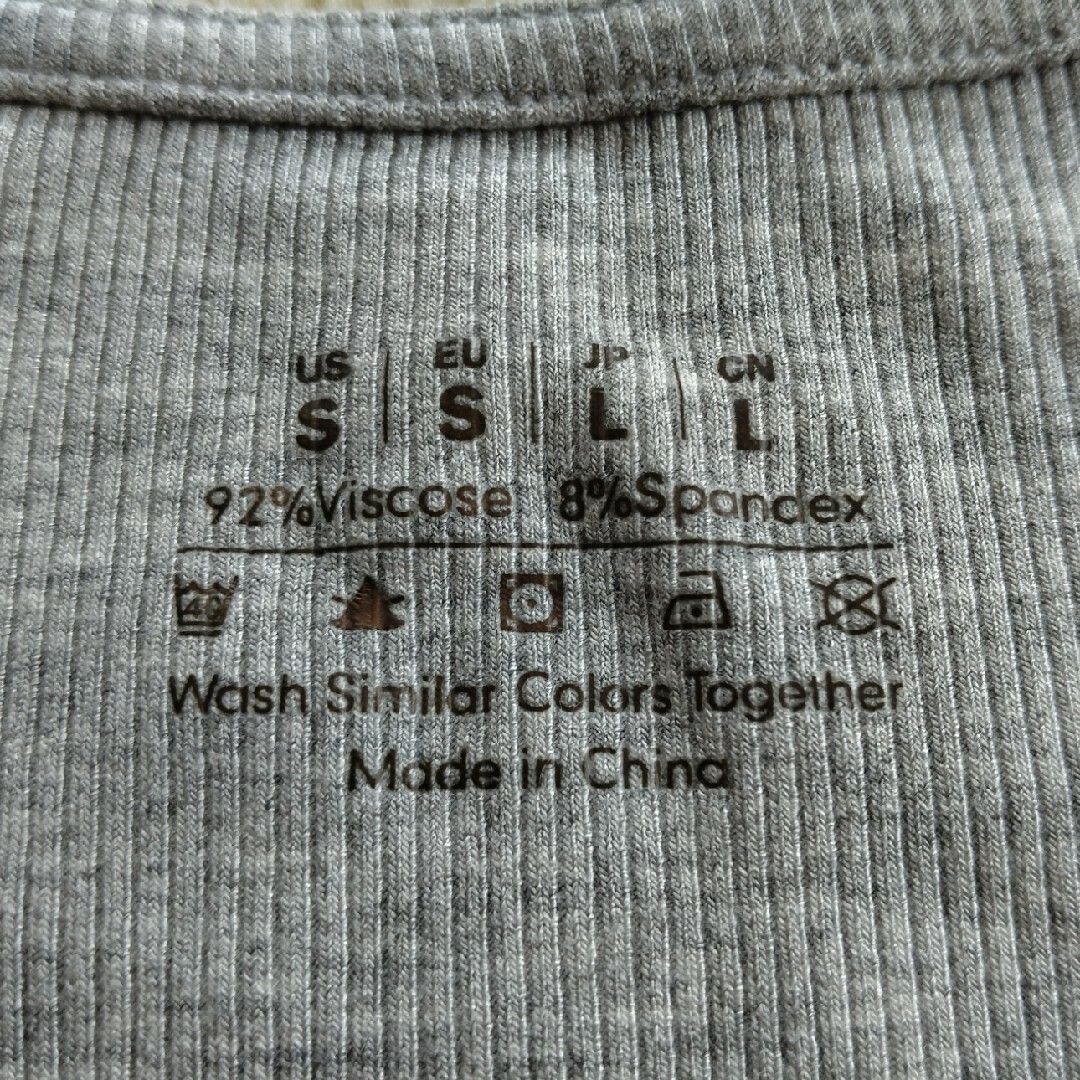 US | EU | JP | CN
S | S | L | L
92%Viscose 8%Spandex
40
Wash Similar Colors Together
Made in China